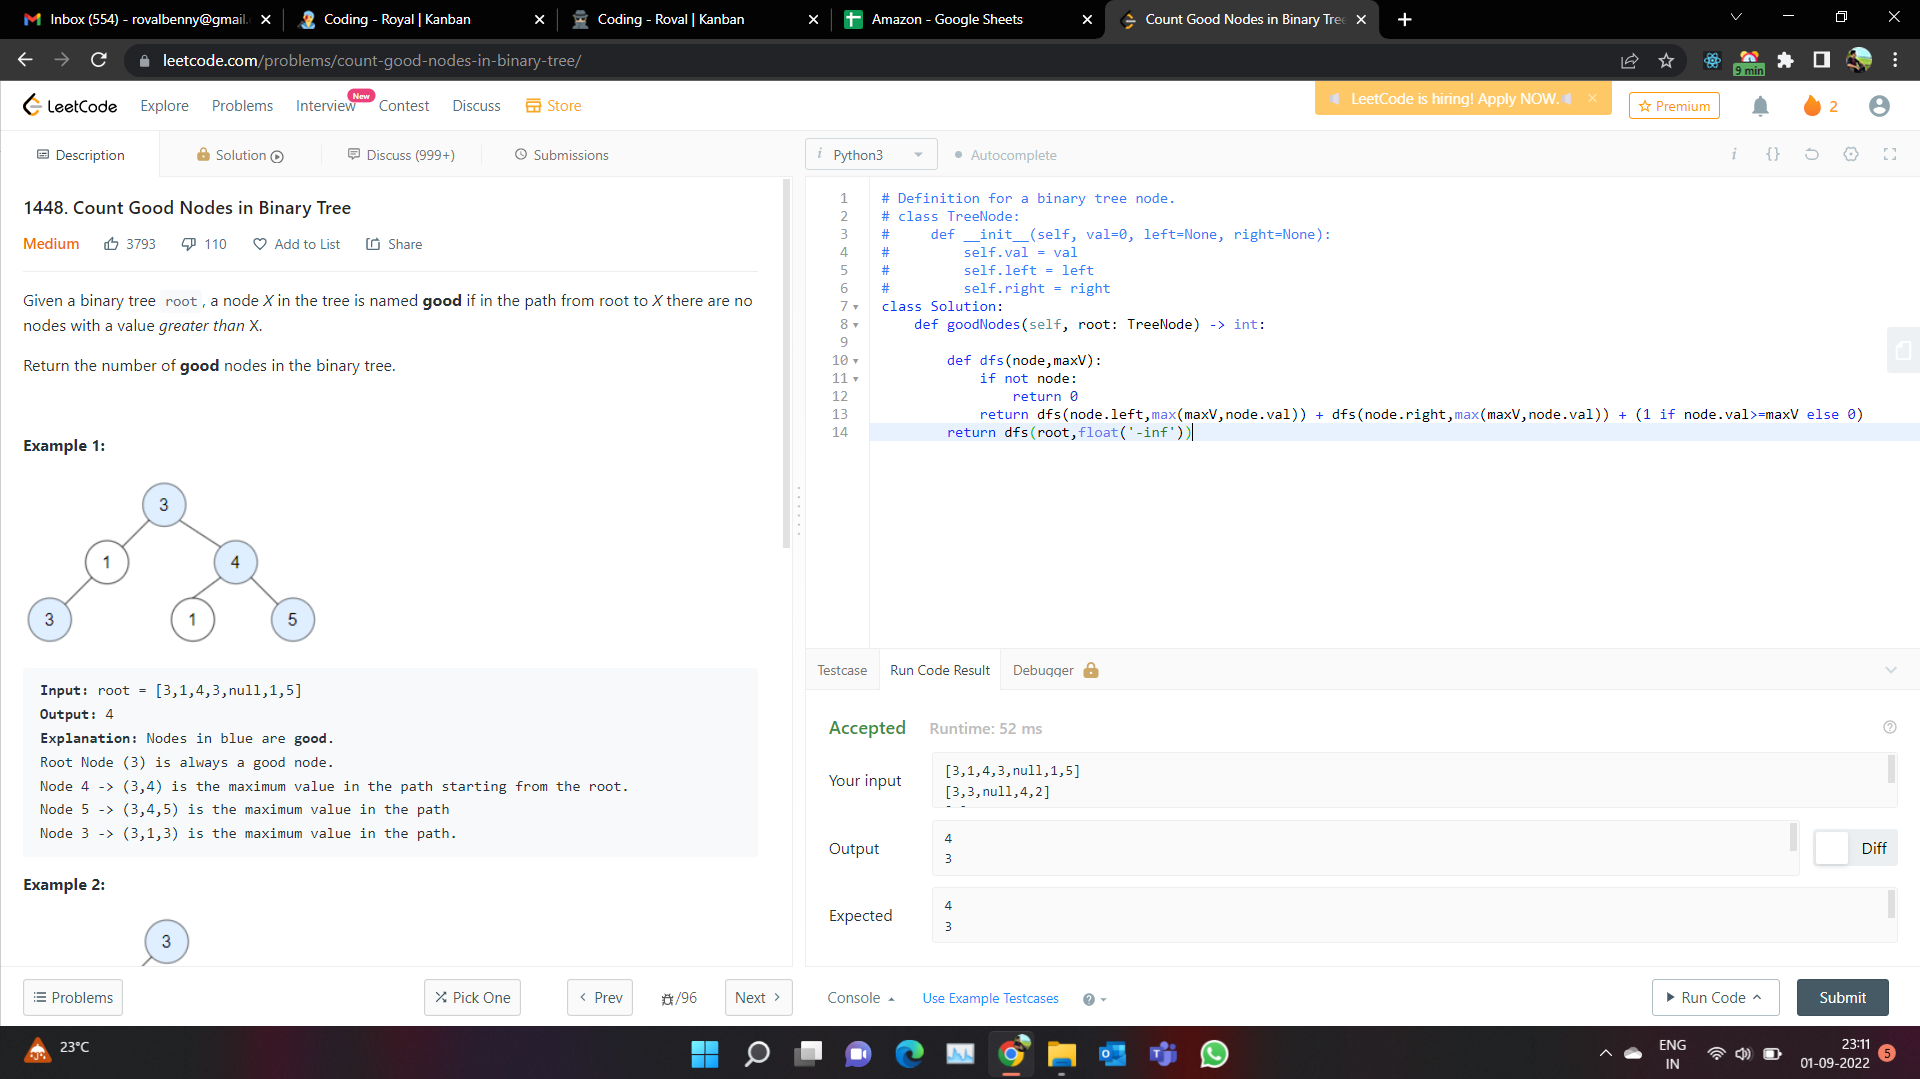 Inbox (554) - rovalbenny@gmail.
Coding - Royal | Kanban
Coding - Roval | Kanban
Amazon - Google Sheets
Count Good Nodes in Binary Tree
leetcode.com/problems/count-good-nodes-in-binary-tree/
9 min
LeetCode
Explore
Problems
Interview
New
Contest
Discuss
Store
LeetCode is hiring! Apply NOW.
Premium
2
Description
Solution
Discuss (999+)
Submissions
i Python3
Autocomplete
i {}
1448. Count Good Nodes in Binary Tree
Medium 3793 110 Add to List Share
Given a binary tree root, a node X in the tree is named good if in the path from root to X there are no
nodes with a value greater than X.
Return the number of good nodes in the binary tree.
Example 1:
3
1 4
3 1 5
Input: root = [3,1,4,3,null,1,5]
Output: 4
Explanation: Nodes in blue are good.
Root Node (3) is always a good node.
Node 4 -> (3,4) is the maximum value in the path starting from the root.
Node 5 -> (3,4,5) is the maximum value in the path
Node 3 -> (3,1,3) is the maximum value in the path.
Example 2:
3
1 # Definition for a binary tree node.
2 # class TreeNode:
3 #     def __init__(self, val=0, left=None, right=None):
4 #         self.val = val
5 #         self.left = left
6 #         self.right = right
7 class Solution:
8     def goodNodes(self, root: TreeNode) -> int:
9
10         def dfs(node,maxV):
11             if not node:
12                 return 0
13             return dfs(node.left,max(maxV,node.val)) + dfs(node.right,max(maxV,node.val)) + (1 if node.val>=maxV else 0)
14         return dfs(root,float('-inf'))
Testcase
Run Code Result
Debugger
Accepted Runtime: 52 ms
Your input
[3,1,4,3,null,1,5]
[3,3,null,4,2]
Output
4
3
Diff
Expected
4
3
Problems
Pick One
Prev
/96
Next
Console
Use Example Testcases
Run Code
Submit
23°C
ENG
IN
23:11
01-09-2022
5